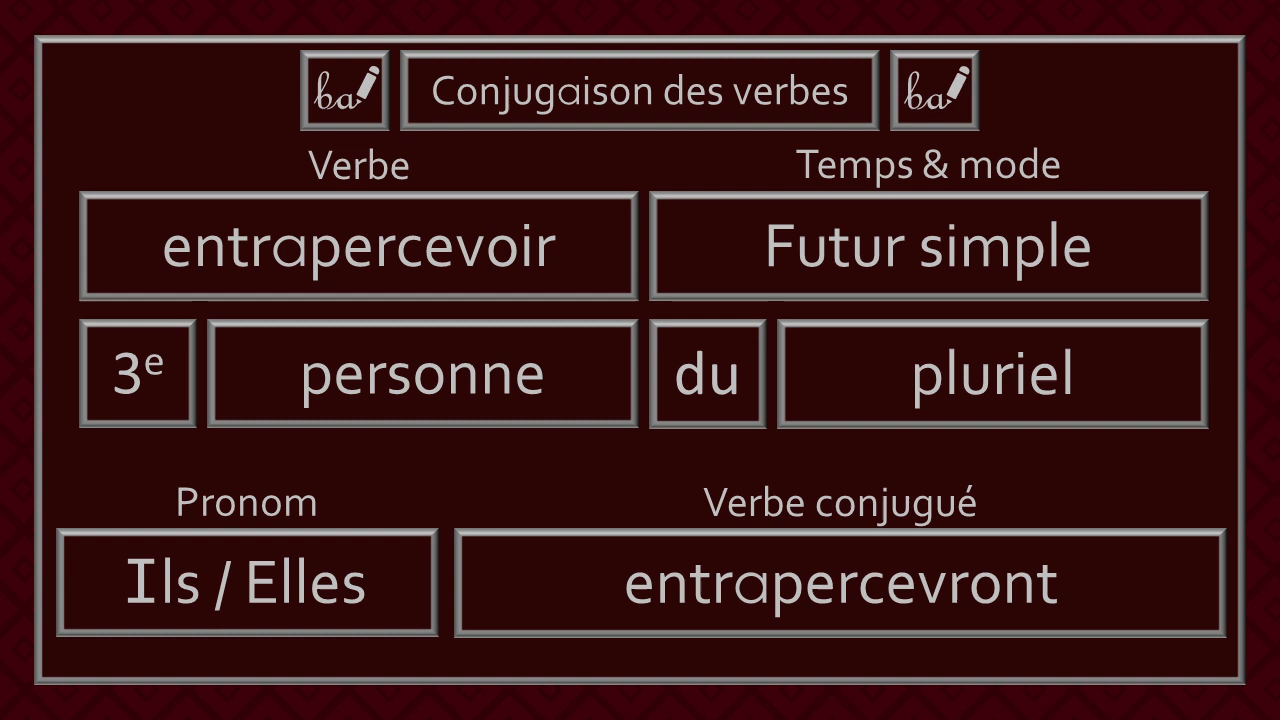 ba Conjugaison des verbes ba
Verbe
Temps & mode
entrapercevoir
Futur simple
3e personne du pluriel
Pronom
Verbe conjugué
Ils / Elles
entrapercevront